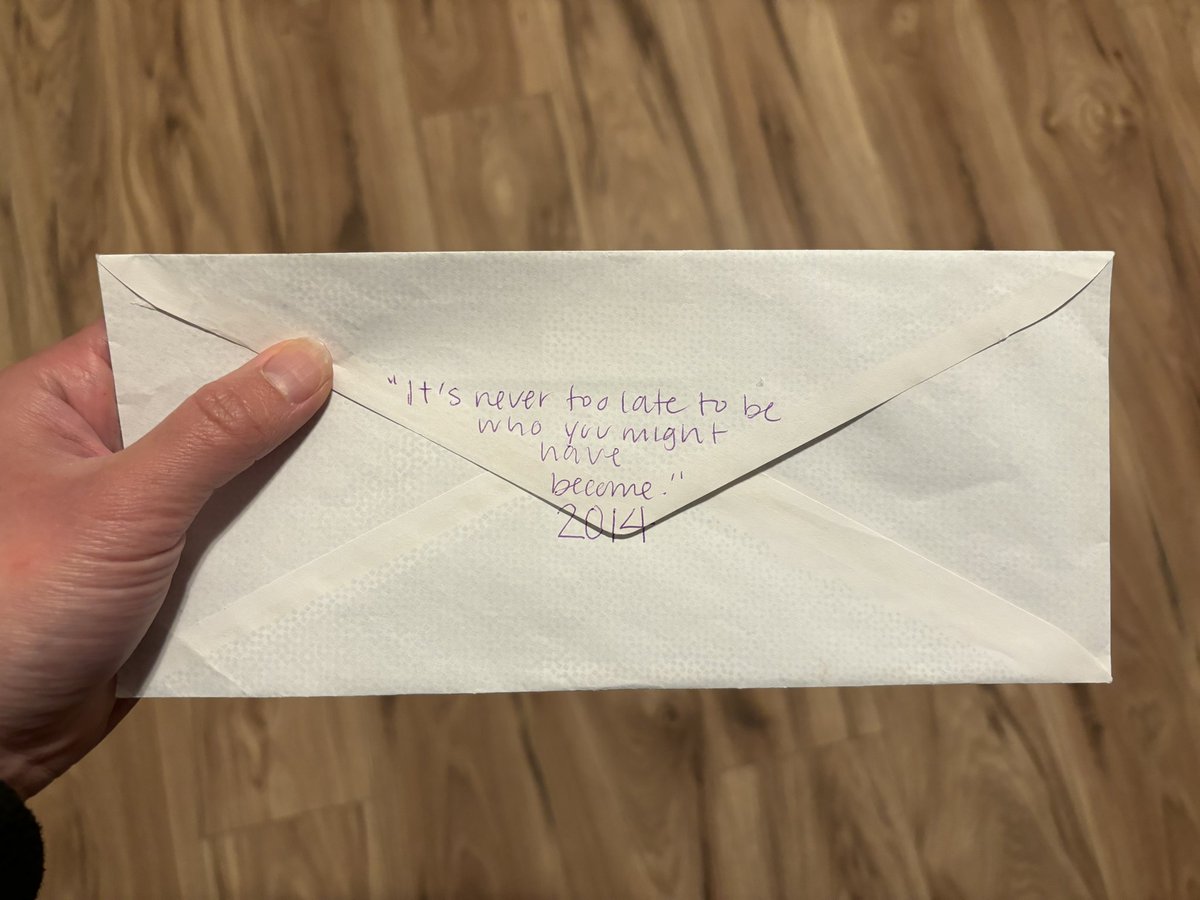 "It's never too late to be
who you might
have
become."
2014